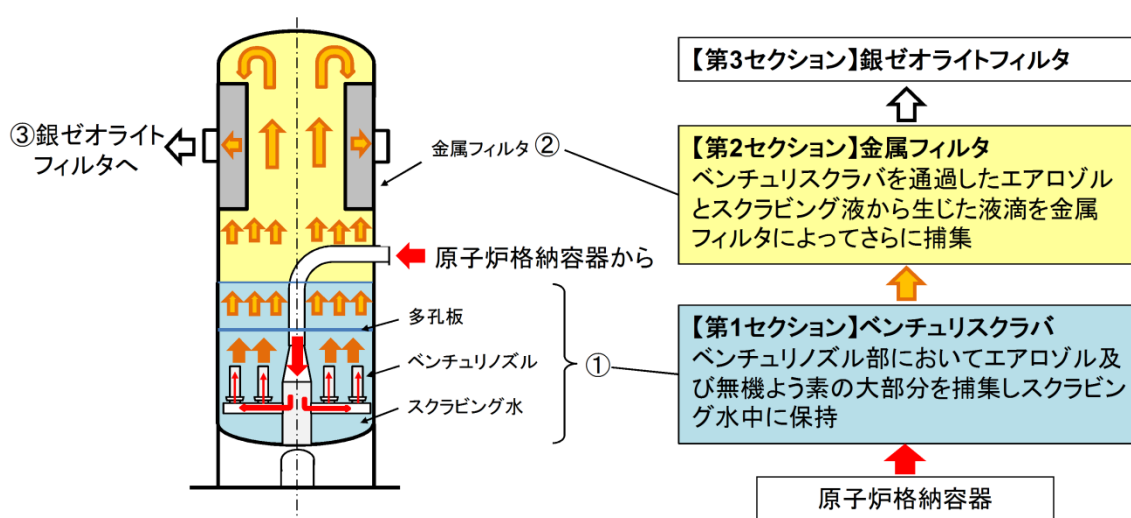 ③銀ゼオライト
フィルタへ
金属フィルタ②
原子炉格納容器から
多孔板
ベンチュリノズル
スクラビング水
①
【第3セクション】銀ゼオライトフィルタ
【第2セクション】金属フィルタ
ベンチュリスクラバを通過したエアロゾル
とスクラビング液から生じた液滴を金属
フィルタによってさらに捕集
【第1セクション】ベンチュリスクラバ
ベンチュリノズル部においてエアロゾル及
び無機よう素の大部分を捕集しスクラビン
グ水中に保持
原子炉格納容器